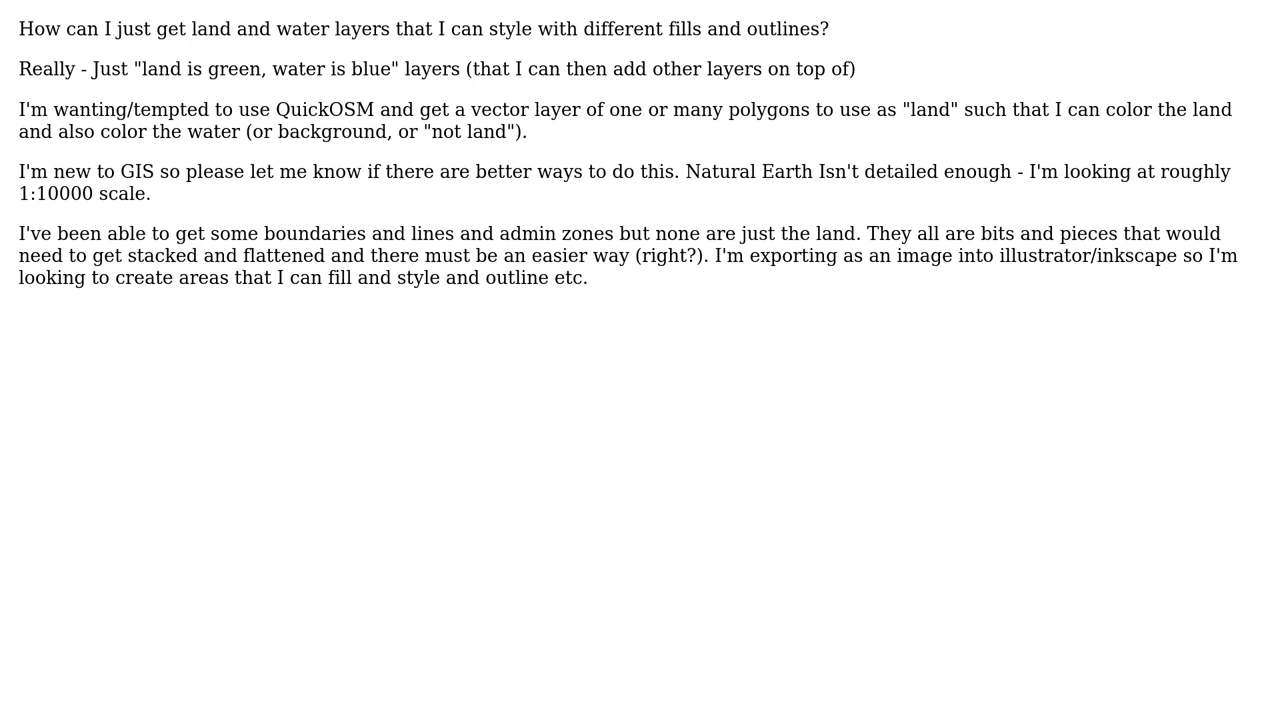 How can I just get land and water layers that I can style with different fills and outlines?
Really - Just "land is green, water is blue" layers (that I can then add other layers on top of)
I'm wanting/tempted to use QuickOSM and get a vector layer of one or many polygons to use as "land" such that I can color the land
and also color the water (or background, or "not land").
I'm new to GIS so please let me know if there are better ways to do this. Natural Earth Isn't detailed enough - I'm looking at roughly
1:10000 scale.
I've been able to get some boundaries and lines and admin zones but none are just the land. They all are bits and pieces that would
need to get stacked and flattened and there must be an easier way (right?). I'm exporting as an image into illustrator/inkscape so I'm
looking to create areas that I can fill and style and outline etc.